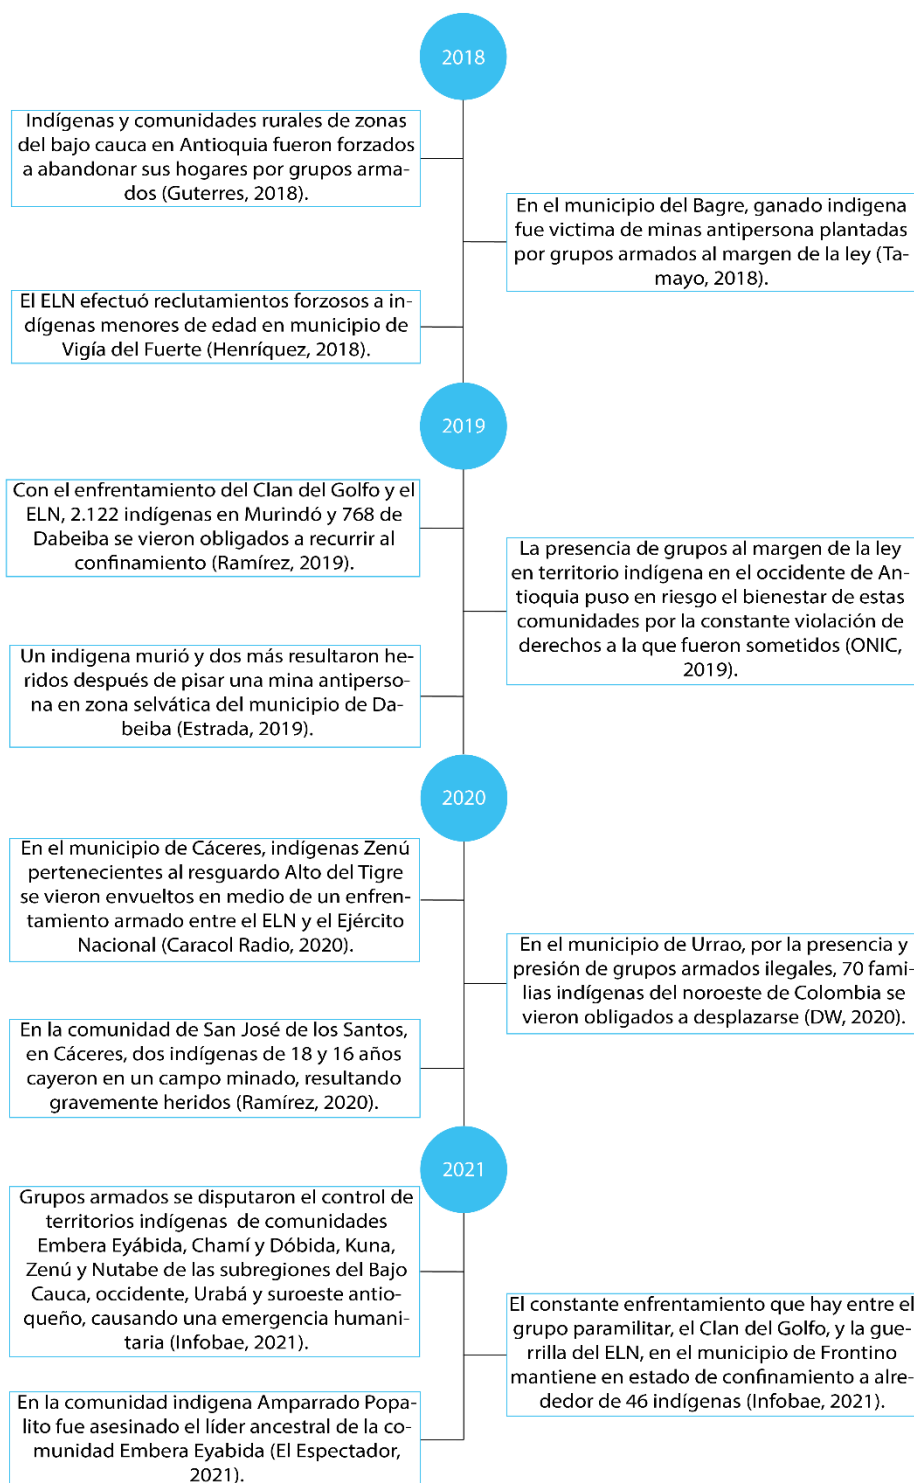 2018
Indígenas y comunidades rurales de zonas
del bajo cauca en Antioquia fueron forzados
a abandonar sus hogares por grupos arma-
dos (Guterres, 2018).
En el municipio del Bagre, ganado indigena
fue victima de minas antipersona plantadas
por grupos armados al margen de la ley (Ta-
mayo, 2018).
El ELN efectuó reclutamientos forzosos a in-
dígenas menores de edad en municipio de
Vigía del Fuerte (Henríquez, 2018).
2019
Con el enfrentamiento del Clan del Golfo y el
ELN, 2.122 indígenas en Murindó y 768 de
Dabeiba se vieron obligados a recurrir al
confinamiento (Ramírez, 2019).
La presencia de grupos al margen de la ley
en territorio indígena en el occidente de An-
tioquia puso en riesgo el bienestar de estas
comunidades por la constante violación de
derechos a la que fueron sometidos (ONIC,
2019).
Un indigena murió y dos más resultaron he-
ridos después de pisar una mina antiperso-
na en zona selvática del municipio de Da-
beiba (Estrada, 2019).
2020
En el municipio de Cáceres, indígenas Zenú
pertenecientes al resguardo Alto del Tigre
se vieron envueltos en medio de un enfren-
tamiento armado entre el ELN y el Ejército
Nacional (Caracol Radio, 2020).
En el municipio de Urrao, por la presencia y
presión de grupos armados ilegales, 70 fami-
lias indígenas del noroeste de Colombia se
vieron obligados a desplazarse (DW, 2020).
En la comunidad de San José de los Santos,
en Cáceres, dos indígenas de 18 y 16 años
cayeron en un campo minado, resultando
gravemente heridos (Ramírez, 2020).
2021
Grupos armados se disputaron el control de
territorios indígenas de comunidades
Embera Eyábida, Chamí y Dóbida, Kuna,
Zenú y Nutabe de las subregiones del Bajo
Cauca, occidente, Urabá y suroeste antio-
queño, causando una emergencia humani-
taria (Infobae, 2021).
El constante enfrentamiento que hay entre el
grupo paramilitar, el Clan del Golfo, y la gue-
rrilla del ELN, en el municipio de Frontino
mantiene en estado de confinamiento a alre-
dedor de 46 indígenas (Infobae, 2021).
En la comunidad indigena Amparrado Popa-
lito fue asesinado el líder ancestral de la co-
munidad Embera Eyabida (El Espectador,
2021).